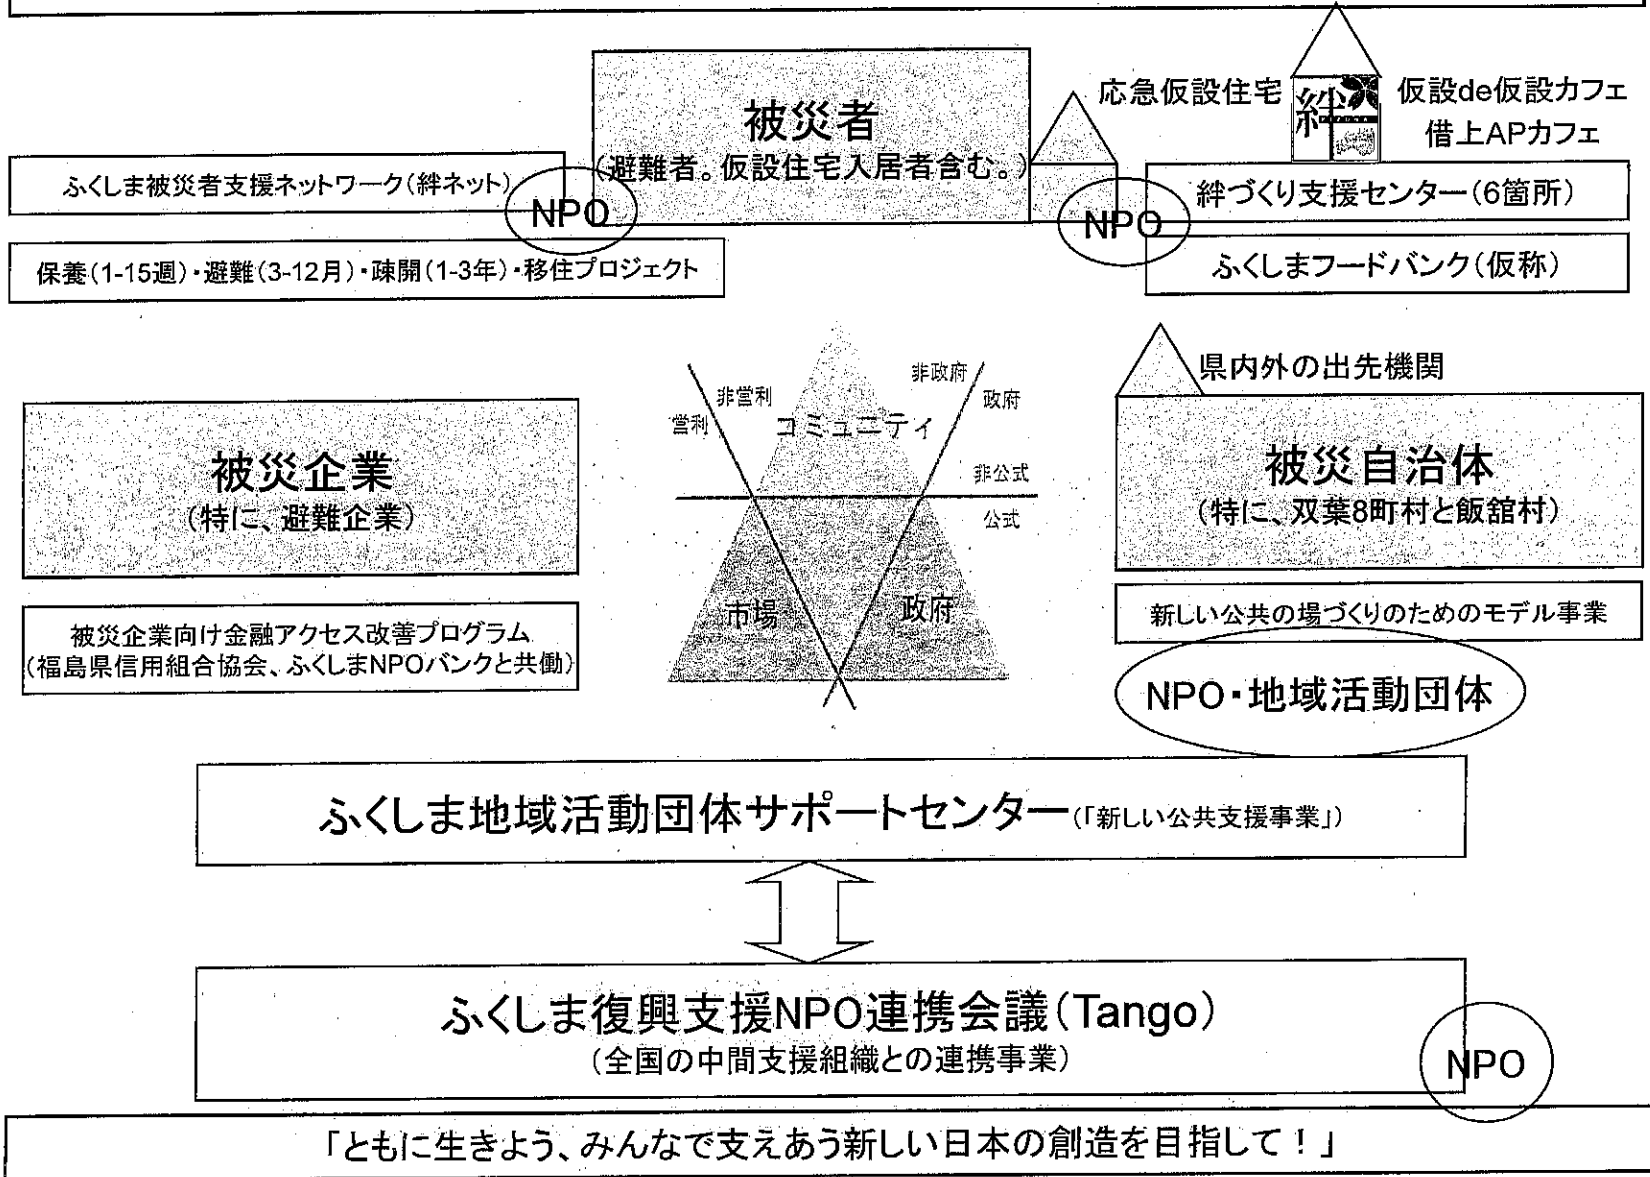 被災者
(避難者。仮設住宅入居者含む。)
応急仮設住宅
絆
仮設de仮設カフェ
借上APカフェ
ふくしま被災者支援ネットワーク(絆ネット)
NPO
保養(1-15週)・避難(3-12月)・疎開(1-3年)・移住プロジェクト
NPO
絆づくり支援センター(6箇所)
ふくしまフードバンク(仮称)
被災企業
(特に、避難企業)
被災企業向け金融アクセス改善プログラム
(福島県信用組合協会、ふくしまNPOバンクと共働)
営利
非営利
非政府
政府
コミュニティ
非公式
公式
市場
政府
県内外の出先機関
被災自治体
(特に、双葉8町村と飯舘村)
新しい公共の場づくりのためのモデル事業
NPO・地域活動団体
ふくしま地域活動団体サポートセンター(「新しい公共支援事業」)
ふくしま復興支援NPO連携会議(Tango)
(全国の中間支援組織との連携事業)
NPO
「ともに生きよう、みんなで支えあう新しい日本の創造を目指して!」